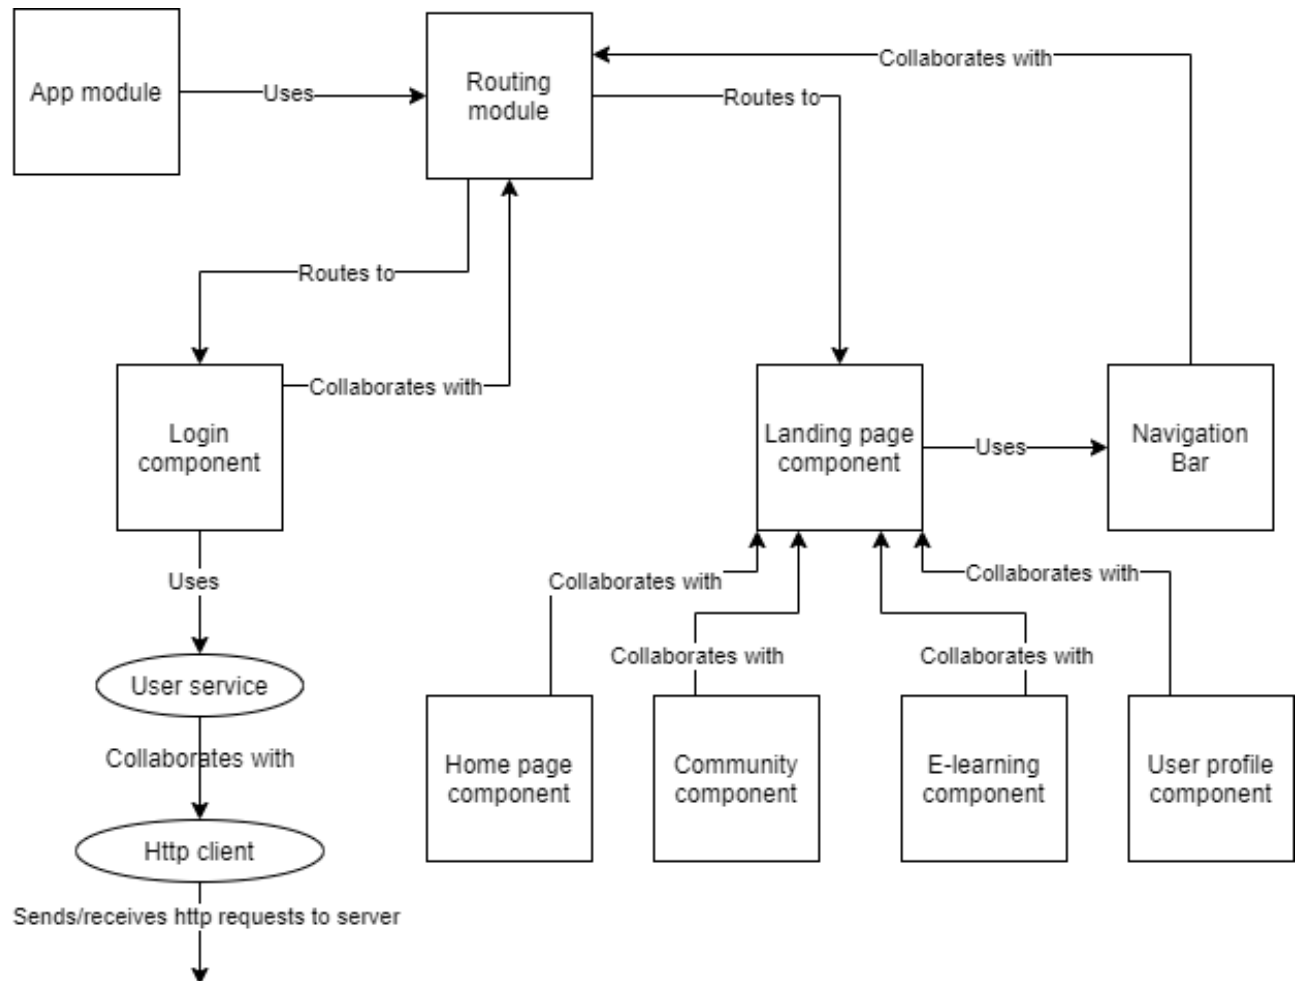 App module
Uses
Routing
module
Collaborates with
Routes to
Routes to
Collaborates with
Login
component
Landing page
component
Uses
Navigation
Bar
Uses
Collaborates with
Collaborates with
Collaborates with
Collaborates with
User service
Collaborates with
Home page
component
Community
component
E-learning
component
User profile
component
Http client
Sends/receives http requests to server